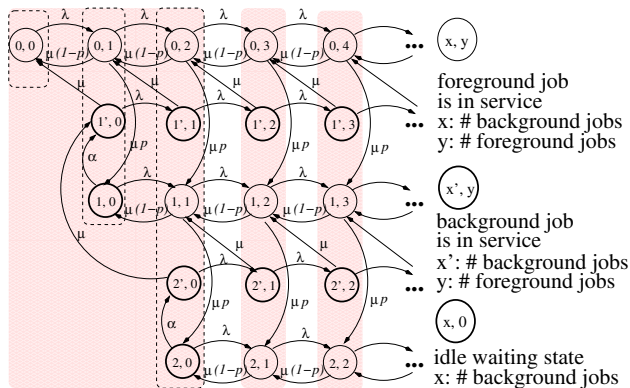 λ λ λ λ
0, 0 0, 1 0, 2 0, 3 0, 4 ... x, y
μ(1-p) μ(1-p) μ(1-p) μ(1-p)
μ λ μ λ μ λ μ
foreground job
is in service
x: # background jobs
y: # foreground jobs
1', 0 1', 1 1', 2 1', 3 ...
α μp μp μp μp
λ λ λ
1, 0 1, 1 1, 2 1, 3 ... x', y
μ(1-p) μ(1-p) μ(1-p)
μ λ μ λ μ
background job
is in service
x': # background jobs
y: # foreground jobs
2', 0 2', 1 2', 2 ...
α μp μp μp
λ λ x, 0
2, 0 2, 1 2, 2 ...
μ(1-p) μ(1-p)
idle waiting state
x: # background jobs